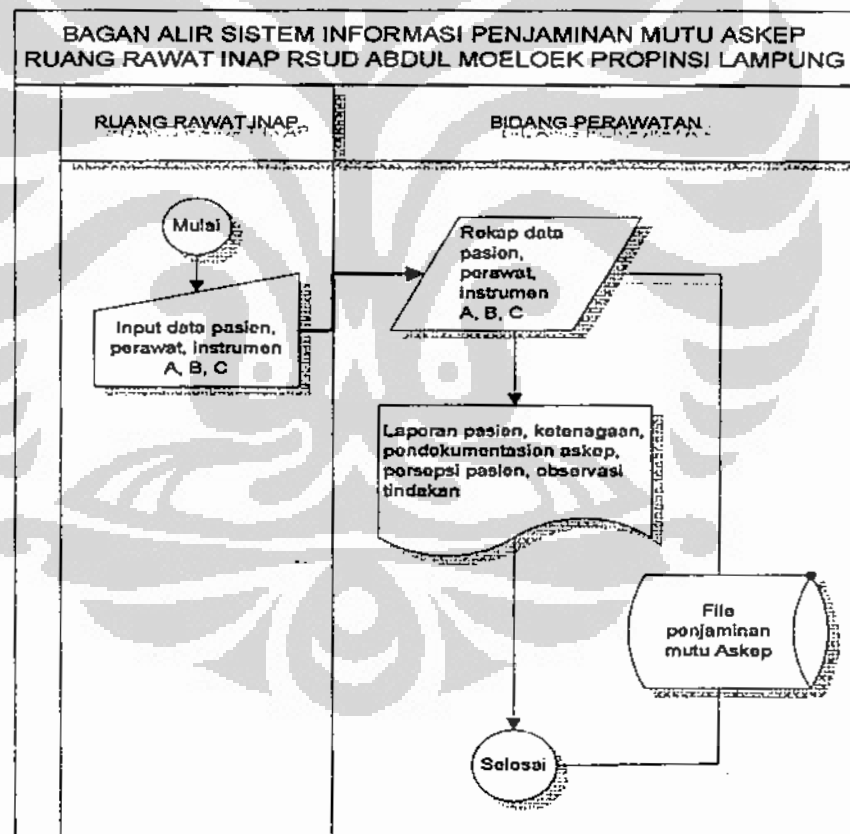 BAGAN ALIR SISTEM INFORMASI PENJAMINAN MUTU ASKEP
RUANG RAWAT INAP RSUD ABDUL MOELOEK PROPINSI LAMPUNG
RUANG RAWAT INAP
BIDANG PERAWATAN
Mulai
Input data pasien,
perawat, instrumen
A, B, C
Rekap data
pasien,
perawat,
instrumen
A, B, C
Laporan pasien, ketenagaan,
pendokumentasian askep,
persepsi pasien, observasi
tindakan
File
penjaminan
mutu Askep
Selesai